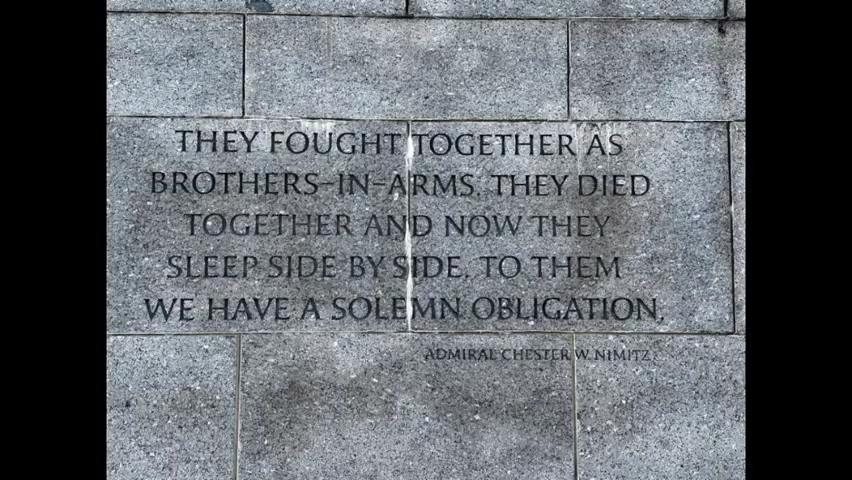 THEY FOUGHT TOGETHER AS
BROTHERS-IN-ARMS. THEY DIED
TOGETHER AND NOW THEY
SLEEP SIDE BY SIDE. TO THEM
WE HAVE A SOLEMN OBLIGATION.
ADMIRAL CHESTER W. NIMITZ